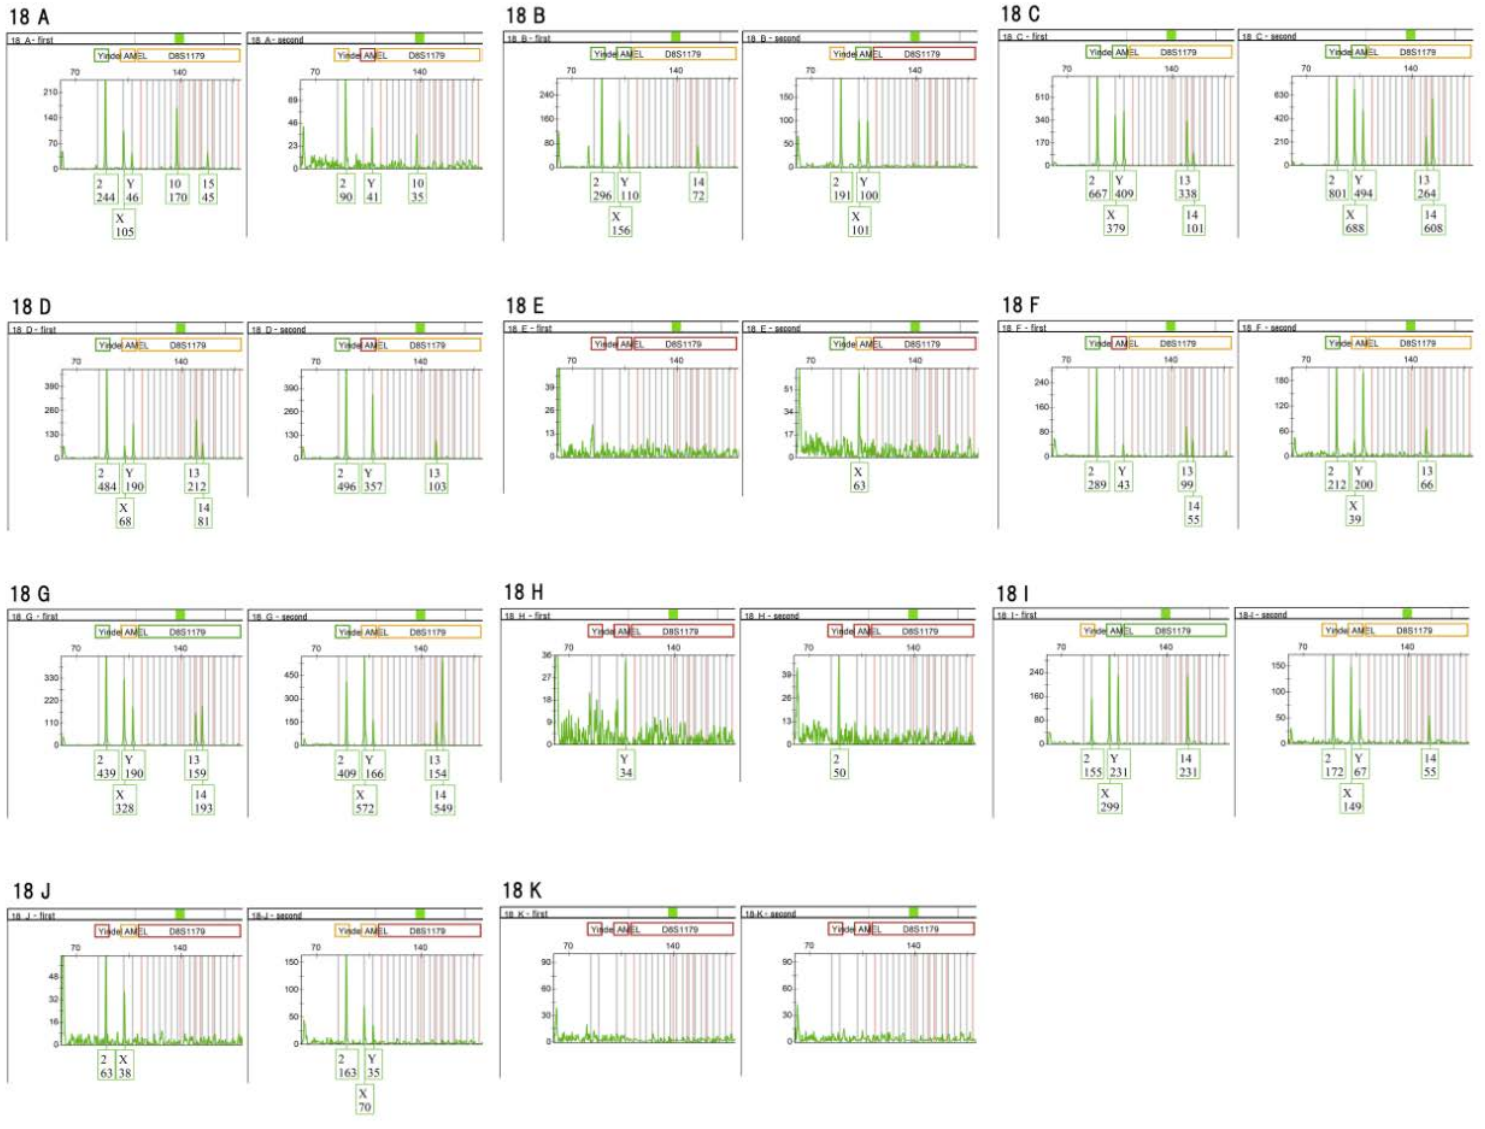 18 A
18 A - first
Yindel AMEL D8S1179
70 140
210
140
70
0
2 244
Y 46
10 170
15 45
X 105
18 A - second
Yindel AMEL D8S1179
70 140
69
46
23
0
2 90
Y 41
10 35
18 B
18 B - first
Yindel AMEL D8S1179
70 140
240
160
80
0
2 296
Y 110
14 72
X 156
18 B - second
Yindel AMEL D8S1179
70 140
150
100
50
0
2 191
Y 100
X 101
18 C
18 C - first
Yindel AMEL D8S1179
70 140
510
340
170
0
2 667
Y 409
13 338
X 379
14 101
18 C - second
Yindel AMEL D8S1179
70 140
630
420
210
0
2 801
Y 494
13 264
X 688
14 608
18 D
18 D - first
Yindel AMEL D8S1179
70 140
390
260
130
0
2 484
Y 190
13 212
X 68
14 81
18 D - second
Yindel AMEL D8S1179
70 140
390
260
130
0
2 496
Y 357
13 103
18 E
18 E - first
Yindel AMEL D8S1179
70 140
39
26
13
0
18 E - second
Yindel AMEL D8S1179
70 140
51
34
17
0
X 63
18 F
18 F - first
Yindel AMEL D8S1179
70 140
240
160
80
0
2 289
Y 43
13 99
14 55
18 F - second
Yindel AMEL D8S1179
70 140
180
120
60
0
2 212
Y 200
13 66
X 39
18 G
18 G - first
Yindel AMEL D8S1179
70 140
330
220
110
0
2 439
Y 190
13 159
X 328
14 193
18 G - second
Yindel AMEL D8S1179
70 140
450
300
150
0
2 409
Y 166
13 154
X 572
14 549
18 H
18 H - first
Yindel AMEL D8S1179
70 140
36
27
18
9
0
Y 34
18 H - second
Yindel AMEL D8S1179
70 140
39
26
13
0
2 50
18 I
18 I - first
Yindel AMEL D8S1179
70 140
240
160
80
0
2 155
Y 231
14 231
X 299
18-I - second
Yindel AMEL D8S1179
70 140
150
100
50
0
2 172
Y 67
14 55
X 149
18 J
18 J - first
Yindel AMEL D8S1179
70 140
48
32
16
0
2 63
X 38
18-J - second
Yindel AMEL D8S1179
70 140
150
100
50
0
2 163
Y 35
X 70
18 K
18 K - first
Yindel AMEL D8S1179
70 140
90
60
30
0
18-K - second
Yindel AMEL D8S1179
70 140
90
60
30
0